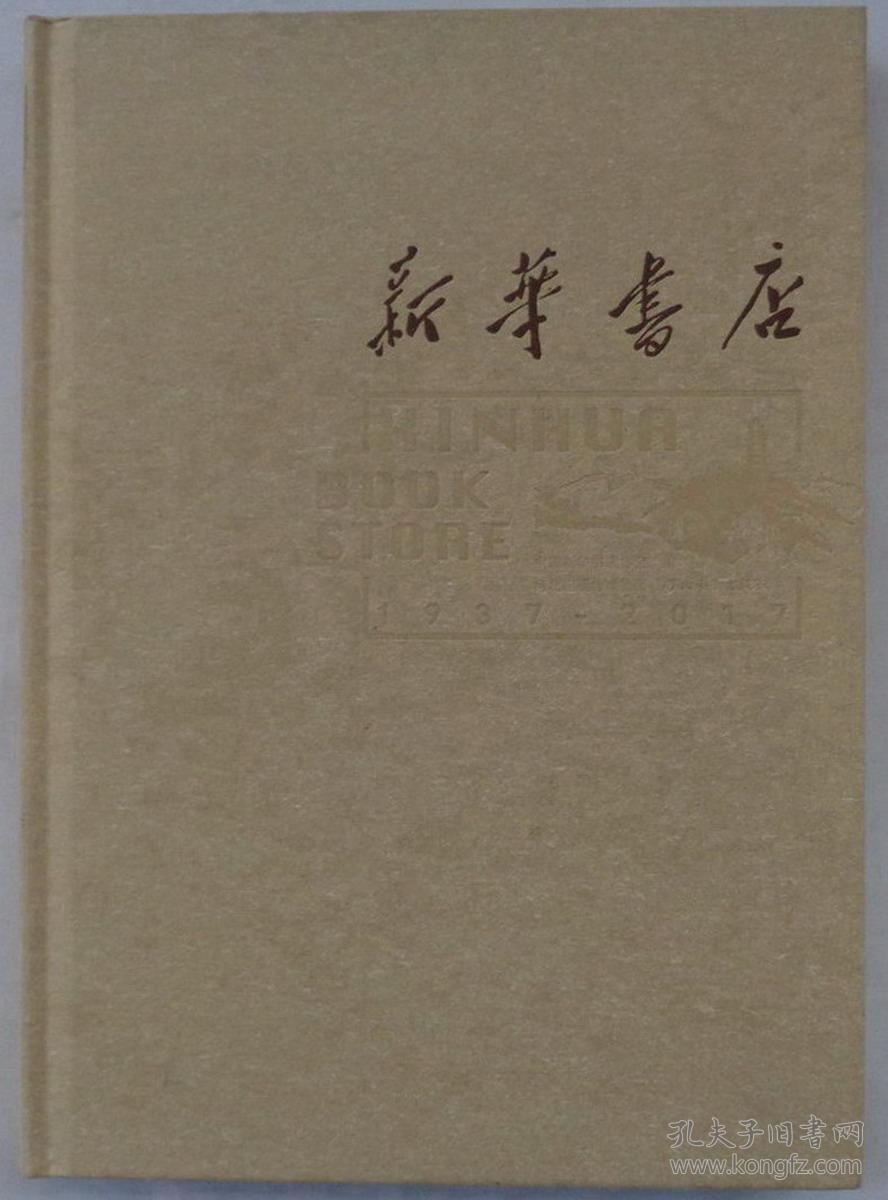 新華書店
XINHUA
BOOK
STORE
1937-2017
孔夫子旧书网
www.kongfz.com